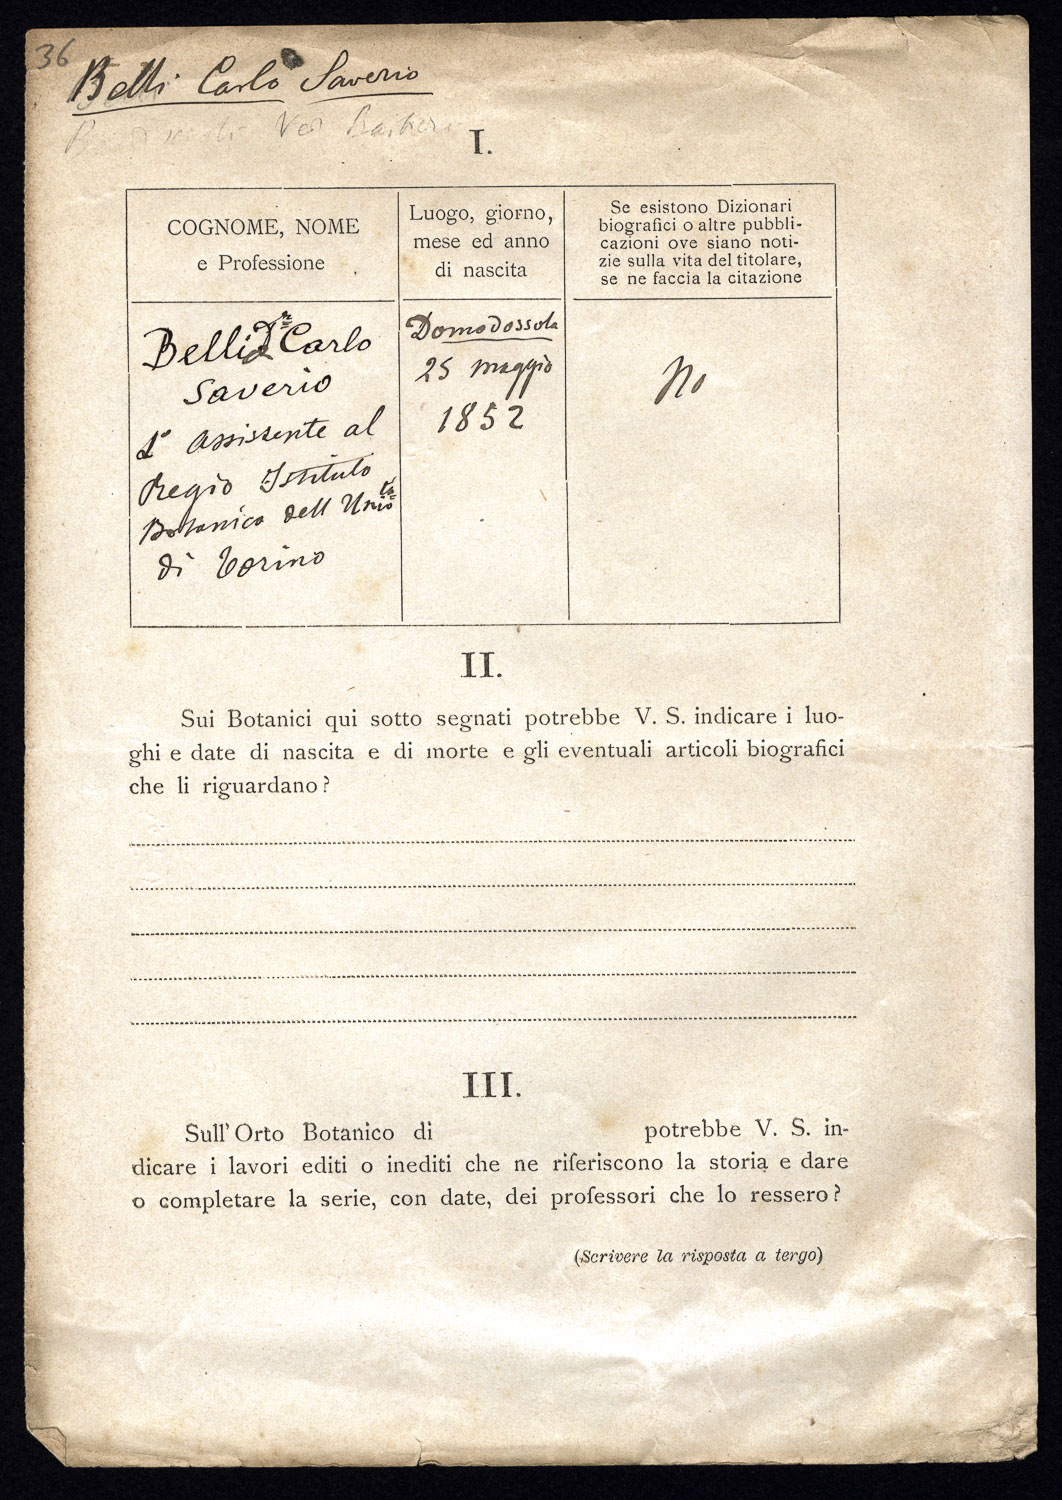 36
Belli Carlo Saverio
I.
COGNOME, NOME
e Professione
Luogo, giorno,
mese ed anno
di nascita
Se esistono Dizionari
biografici o altre pubbli-
cazioni ove siano noti-
zie sulla vita del titolare,
se ne faccia la citazione
Belli Dr Carlo
Saverio
1° Assistente al
Regio Istituto
Botanico dell Univta
di Torino
Domodossola
25 maggio
1852
No
II.
Sui Botanici qui sotto segnati potrebbe V. S. indicare i luo-
ghi e date di nascita e di morte e gli eventuali articoli biografici
che li riguardano?
III.
Sull'Orto Botanico di potrebbe V. S. in-
dicare i lavori editi o inediti che ne riferiscono la storia e dare
o completare la serie, con date, dei professori che lo ressero?
(Scrivere la risposta a tergo)